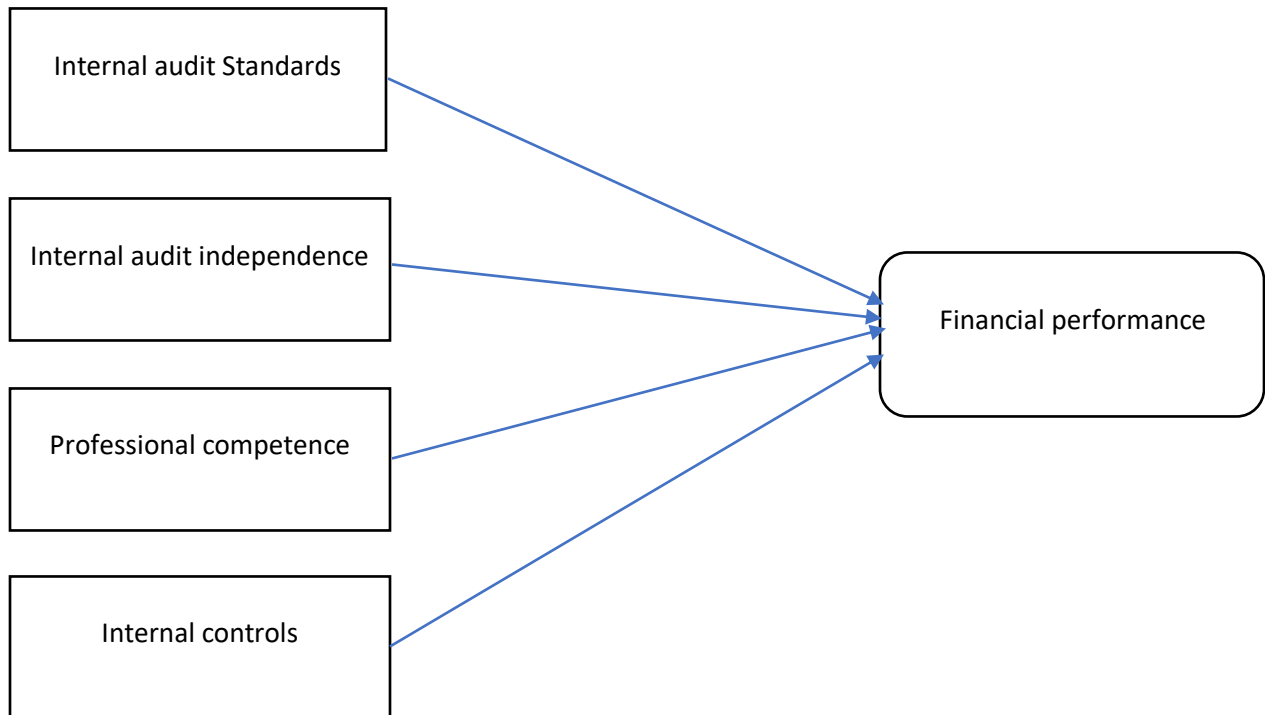 Internal audit Standards
Internal audit independence
Financial performance
Professional competence
Internal controls